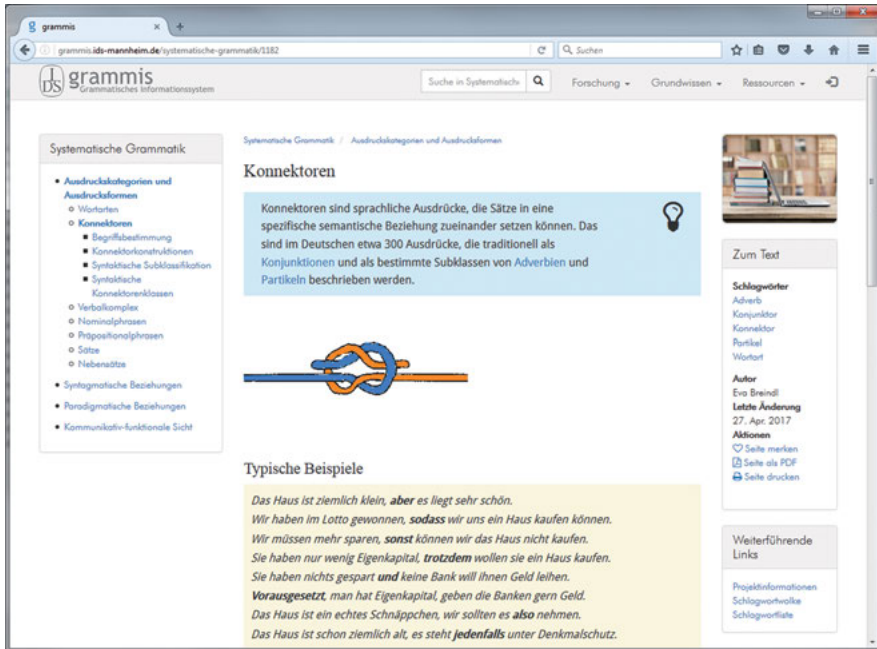 grammis
grammis.ids-mannheim.de/systematische-grammatik/1182
Suchen
IDS grammis
Grammatisches Informationssystem
Suche in Systematisch
Forschung
Grundwissen
Ressourcen
Systematische Grammatik
Ausdruckskategorien und
Ausdrucksformen
Wortarten
Konnektoren
Begriffsbestimmung
Konnektorkonstruktionen
Syntaktische Subklassifikation
Syntaktische
Konnektorenklassen
Verbalkomplex
Nominalphrasen
Präpositionalphrasen
Sätze
Nebensätze
Syntagmatische Beziehungen
Paradigmatische Beziehungen
Kommunikativ-funktionale Sicht
Systematische Grammatik / Ausdruckskategorien und Ausdrucksformen
Konnektoren
Konnektoren sind sprachliche Ausdrücke, die Sätze in eine
spezifische semantische Beziehung zueinander setzen können. Das
sind im Deutschen etwa 300 Ausdrücke, die traditionell als
Konjunktionen und als bestimmte Subklassen von Adverbien und
Partikeln beschrieben werden.
Typische Beispiele
Das Haus ist ziemlich klein, aber es liegt sehr schön.
Wir haben im Lotto gewonnen, sodass wir uns ein Haus kaufen können.
Wir müssen mehr sparen, sonst können wir das Haus nicht kaufen.
Sie haben nur wenig Eigenkapital, trotzdem wollen sie ein Haus kaufen.
Sie haben nichts gespart und keine Bank will ihnen Geld leihen.
Vorausgesetzt, man hat Eigenkapital, geben die Banken gern Geld.
Das Haus ist ein echtes Schnäppchen, wir sollten es also nehmen.
Das Haus ist schon ziemlich alt, es steht jedenfalls unter Denkmalschutz.
Zum Text
Schlagwörter
Adverb
Konjunktor
Konnektor
Partikel
Wortart
Autor
Eva Breindl
Letzte Änderung
27. Apr. 2017
Aktionen
Seite merken
Seite als PDF
Seite drucken
Weiterführende
Links
Projektinformationen
Schlagwortwolke
Schlagwortliste